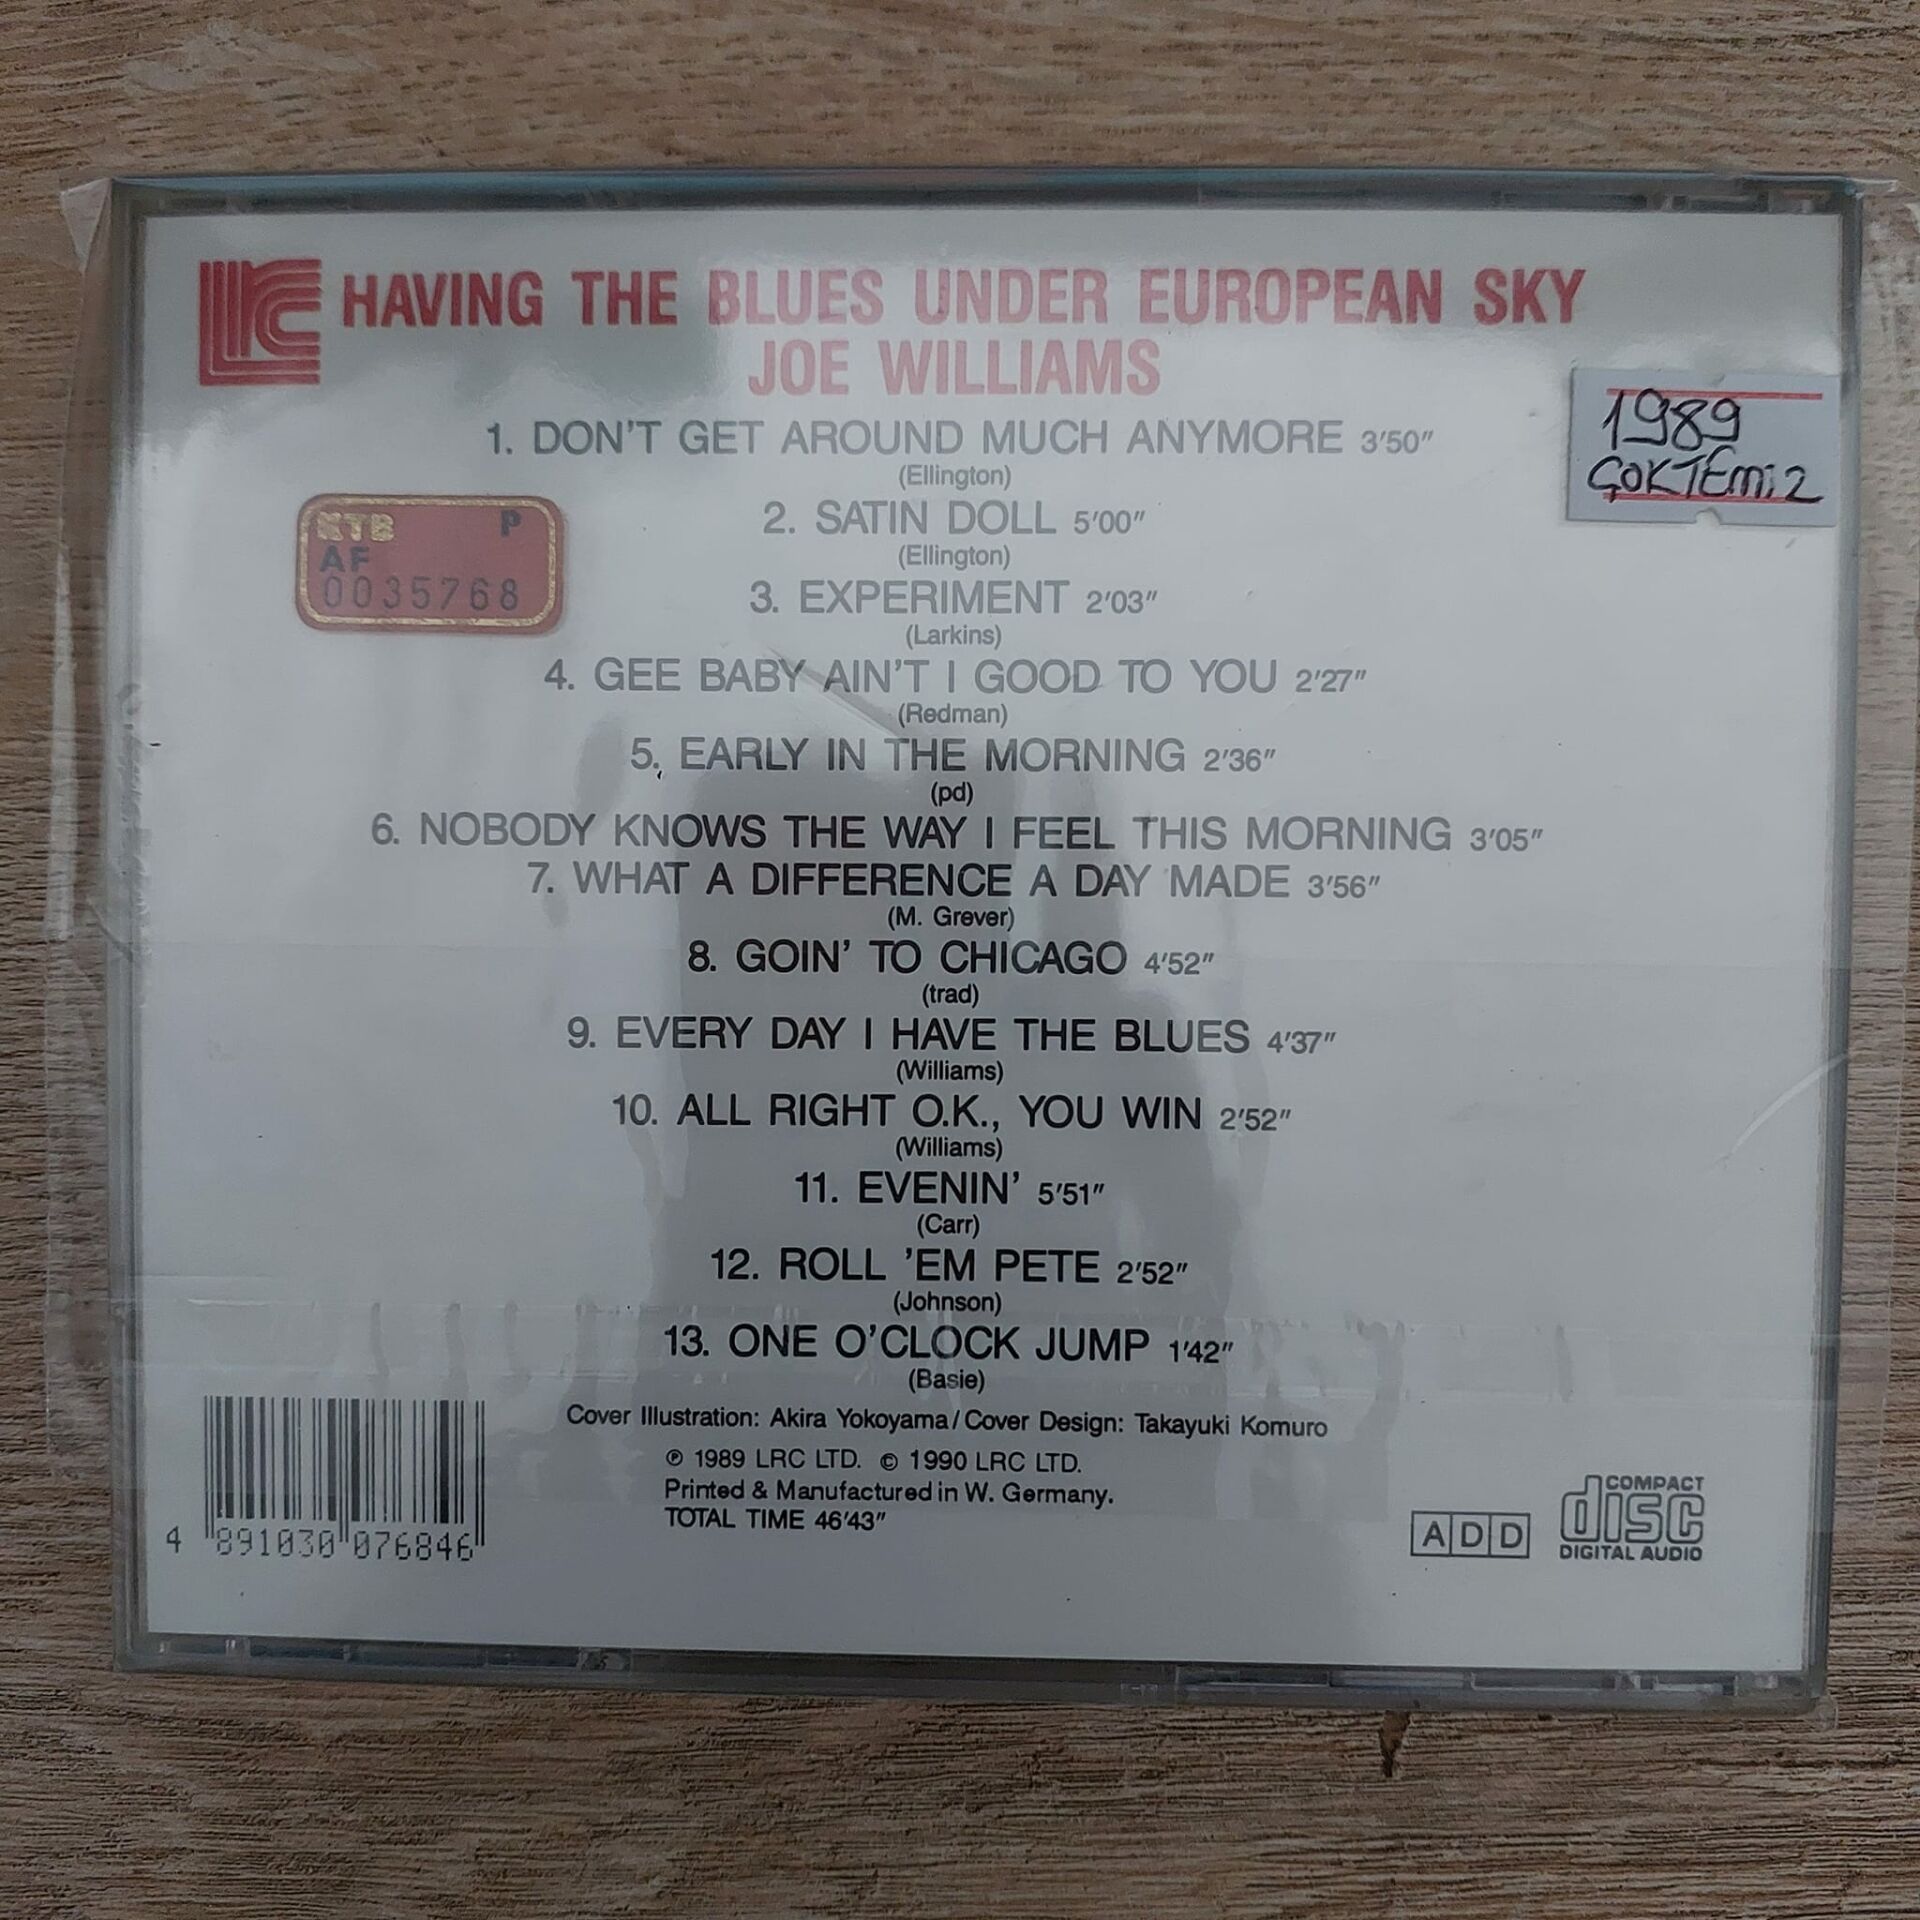 LRC HAVING THE BLUES UNDER EUROPEAN SKY
JOE WILLIAMS
1989
ÇOKTEMİZ
1. DON'T GET AROUND MUCH ANYMORE 3'50"
(Ellington)
KTB P
AF
0035768
2. SATIN DOLL 5'00"
(Ellington)
3. EXPERIMENT 2'03"
(Larkins)
4. GEE BABY AIN'T I GOOD TO YOU 2'27"
(Redman)
5. EARLY IN THE MORNING 2'36"
(pd)
6. NOBODY KNOWS THE WAY I FEEL THIS MORNING 3'05"
7. WHAT A DIFFERENCE A DAY MADE 3'56"
(M. Grever)
8. GOIN' TO CHICAGO 4'52"
(trad)
9. EVERY DAY I HAVE THE BLUES 4'37"
(Williams)
10. ALL RIGHT O.K., YOU WIN 2'52"
(Williams)
11. EVENIN' 5'51"
(Carr)
12. ROLL 'EM PETE 2'52"
(Johnson)
13. ONE O'CLOCK JUMP 1'42"
(Basie)
Cover Illustration: Akira Yokoyama/Cover Design: Takayuki Komuro
℗ 1989 LRC LTD. © 1990 LRC LTD.
Printed & Manufactured in W. Germany.
TOTAL TIME 46'43"
4 891030 076846
ADD
COMPACT
disc
DIGITAL AUDIO